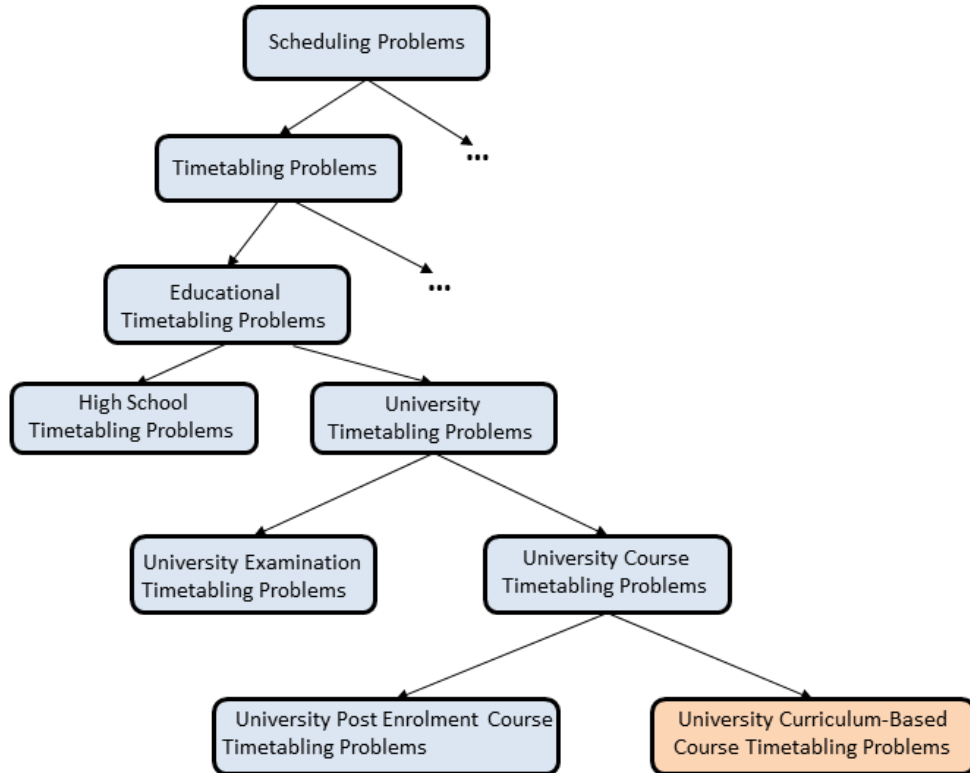 Scheduling Problems
Timetabling Problems
...
Educational
Timetabling Problems
...
High School
Timetabling Problems
University
Timetabling Problems
University Examination
Timetabling Problems
University Course
Timetabling Problems
University Post Enrolment Course
Timetabling Problems
University Curriculum-Based
Course Timetabling Problems